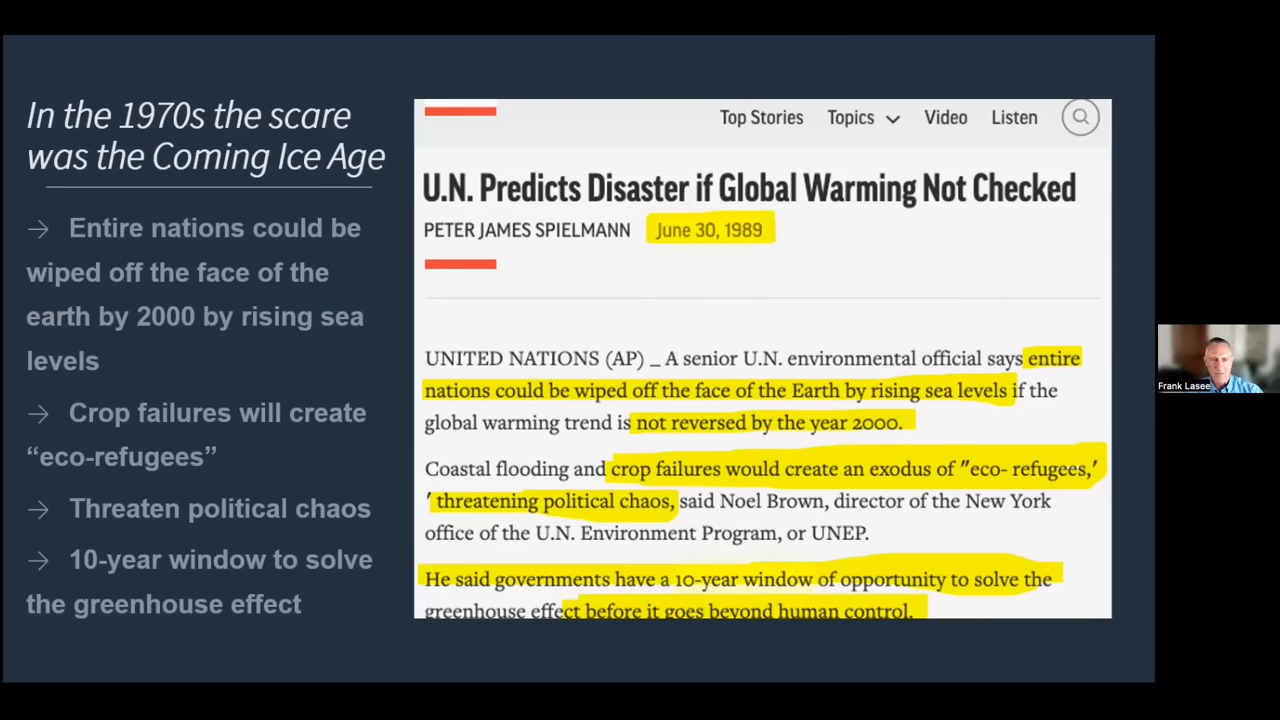 In the 1970s the scare
was the Coming Ice Age
→ Entire nations could be
wiped off the face of the
earth by 2000 by rising sea
levels
→ Crop failures will create
“eco-refugees”
→ Threaten political chaos
→ 10-year window to solve
the greenhouse effect
Top Stories Topics Video Listen
U.N. Predicts Disaster if Global Warming Not Checked
PETER JAMES SPIELMANN June 30, 1989
UNITED NATIONS (AP) _ A senior U.N. environmental official says entire
nations could be wiped off the face of the Earth by rising sea levels if the
global warming trend is not reversed by the year 2000.
Coastal flooding and crop failures would create an exodus of ″eco- refugees,′
′ threatening political chaos, said Noel Brown, director of the New York
office of the U.N. Environment Program, or UNEP.
He said governments have a 10-year window of opportunity to solve the
greenhouse effect before it goes beyond human control.
Frank Lasee